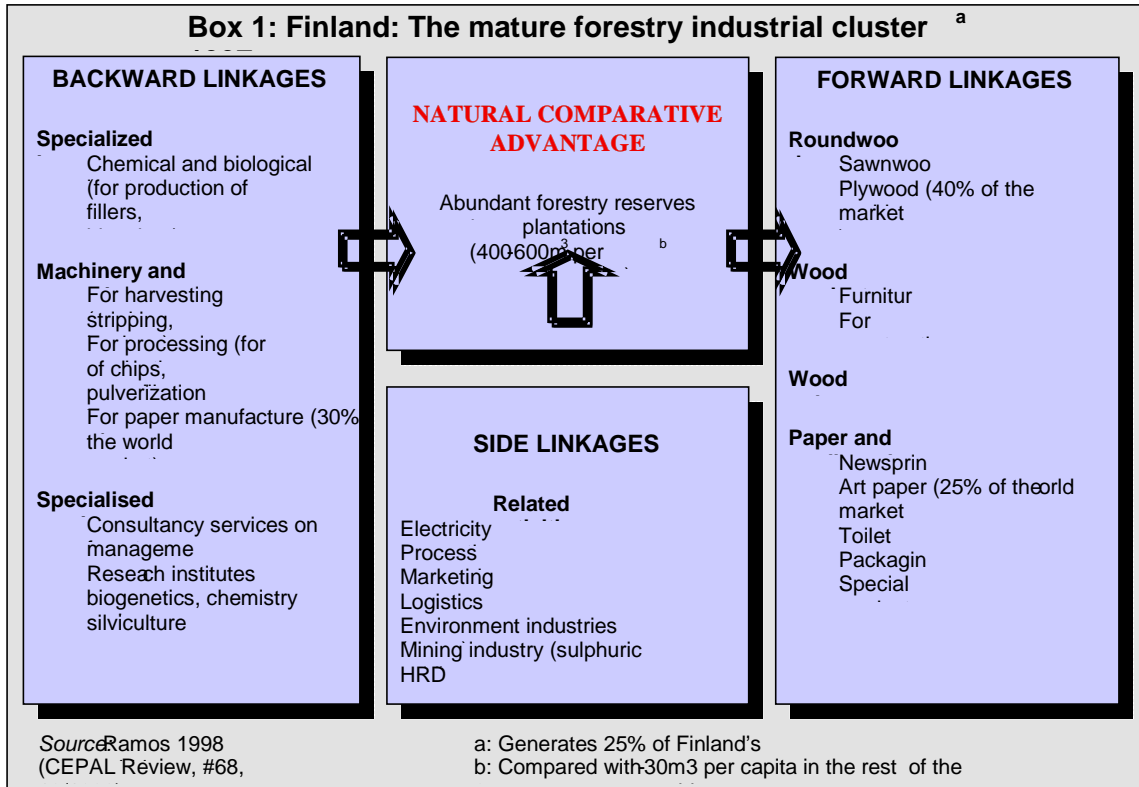 Box 1: Finland: The mature forestry industrial cluster a
BACKWARD LINKAGES
Specialized
Chemical and biological
(for production of
fillers,
Machinery and
For harvesting
stripping,
For processing (for
of chips,
pulverization
For paper manufacture (30%
the world
Specialised
Consultancy services on
manageme
Research institutes
biogenetics, chemistry
silviculture
NATURAL COMPARATIVE
ADVANTAGE
Abundant forestry reserves
plantations
(400-600m3 per b
SIDE LINKAGES
Related
Electricity
Process
Marketing
Logistics
Environment industries
Mining industry (sulphuric
HRD
FORWARD LINKAGES
Roundwoo
Sawnwoo
Plywood (40% of the
market
Wood
Furnitur
For
Wood
Paper and
Newsprin
Art paper (25% of theorld
market
Toilet
Packagin
Special
Source: Ramos 1998
(CEPAL Review, #68,
a: Generates 25% of Finland's
b: Compared with-30m3 per capita in the rest of the